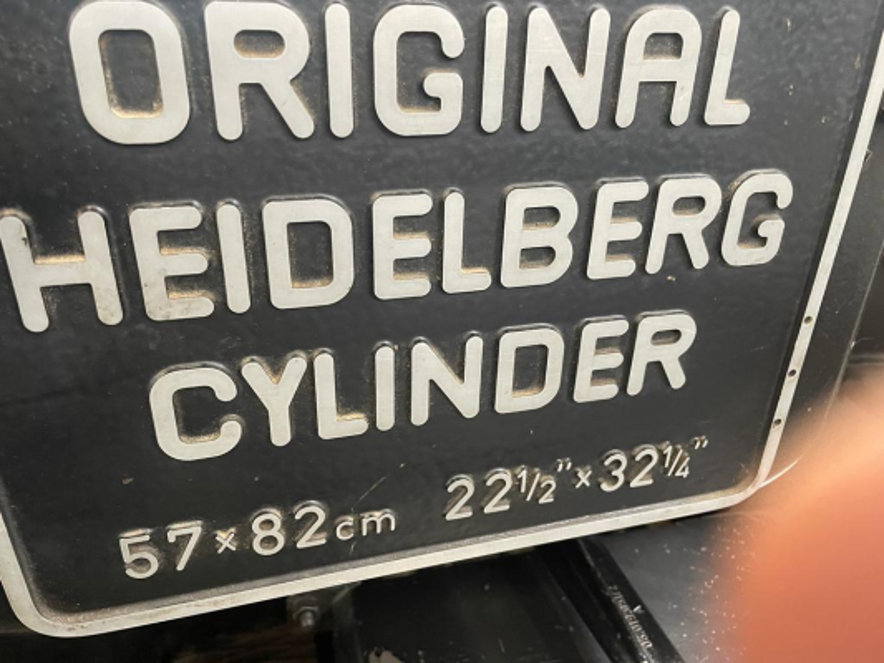 ORIGINAL
HEIDELBERG
CYLINDER
57×82cm 22½"×32¼"